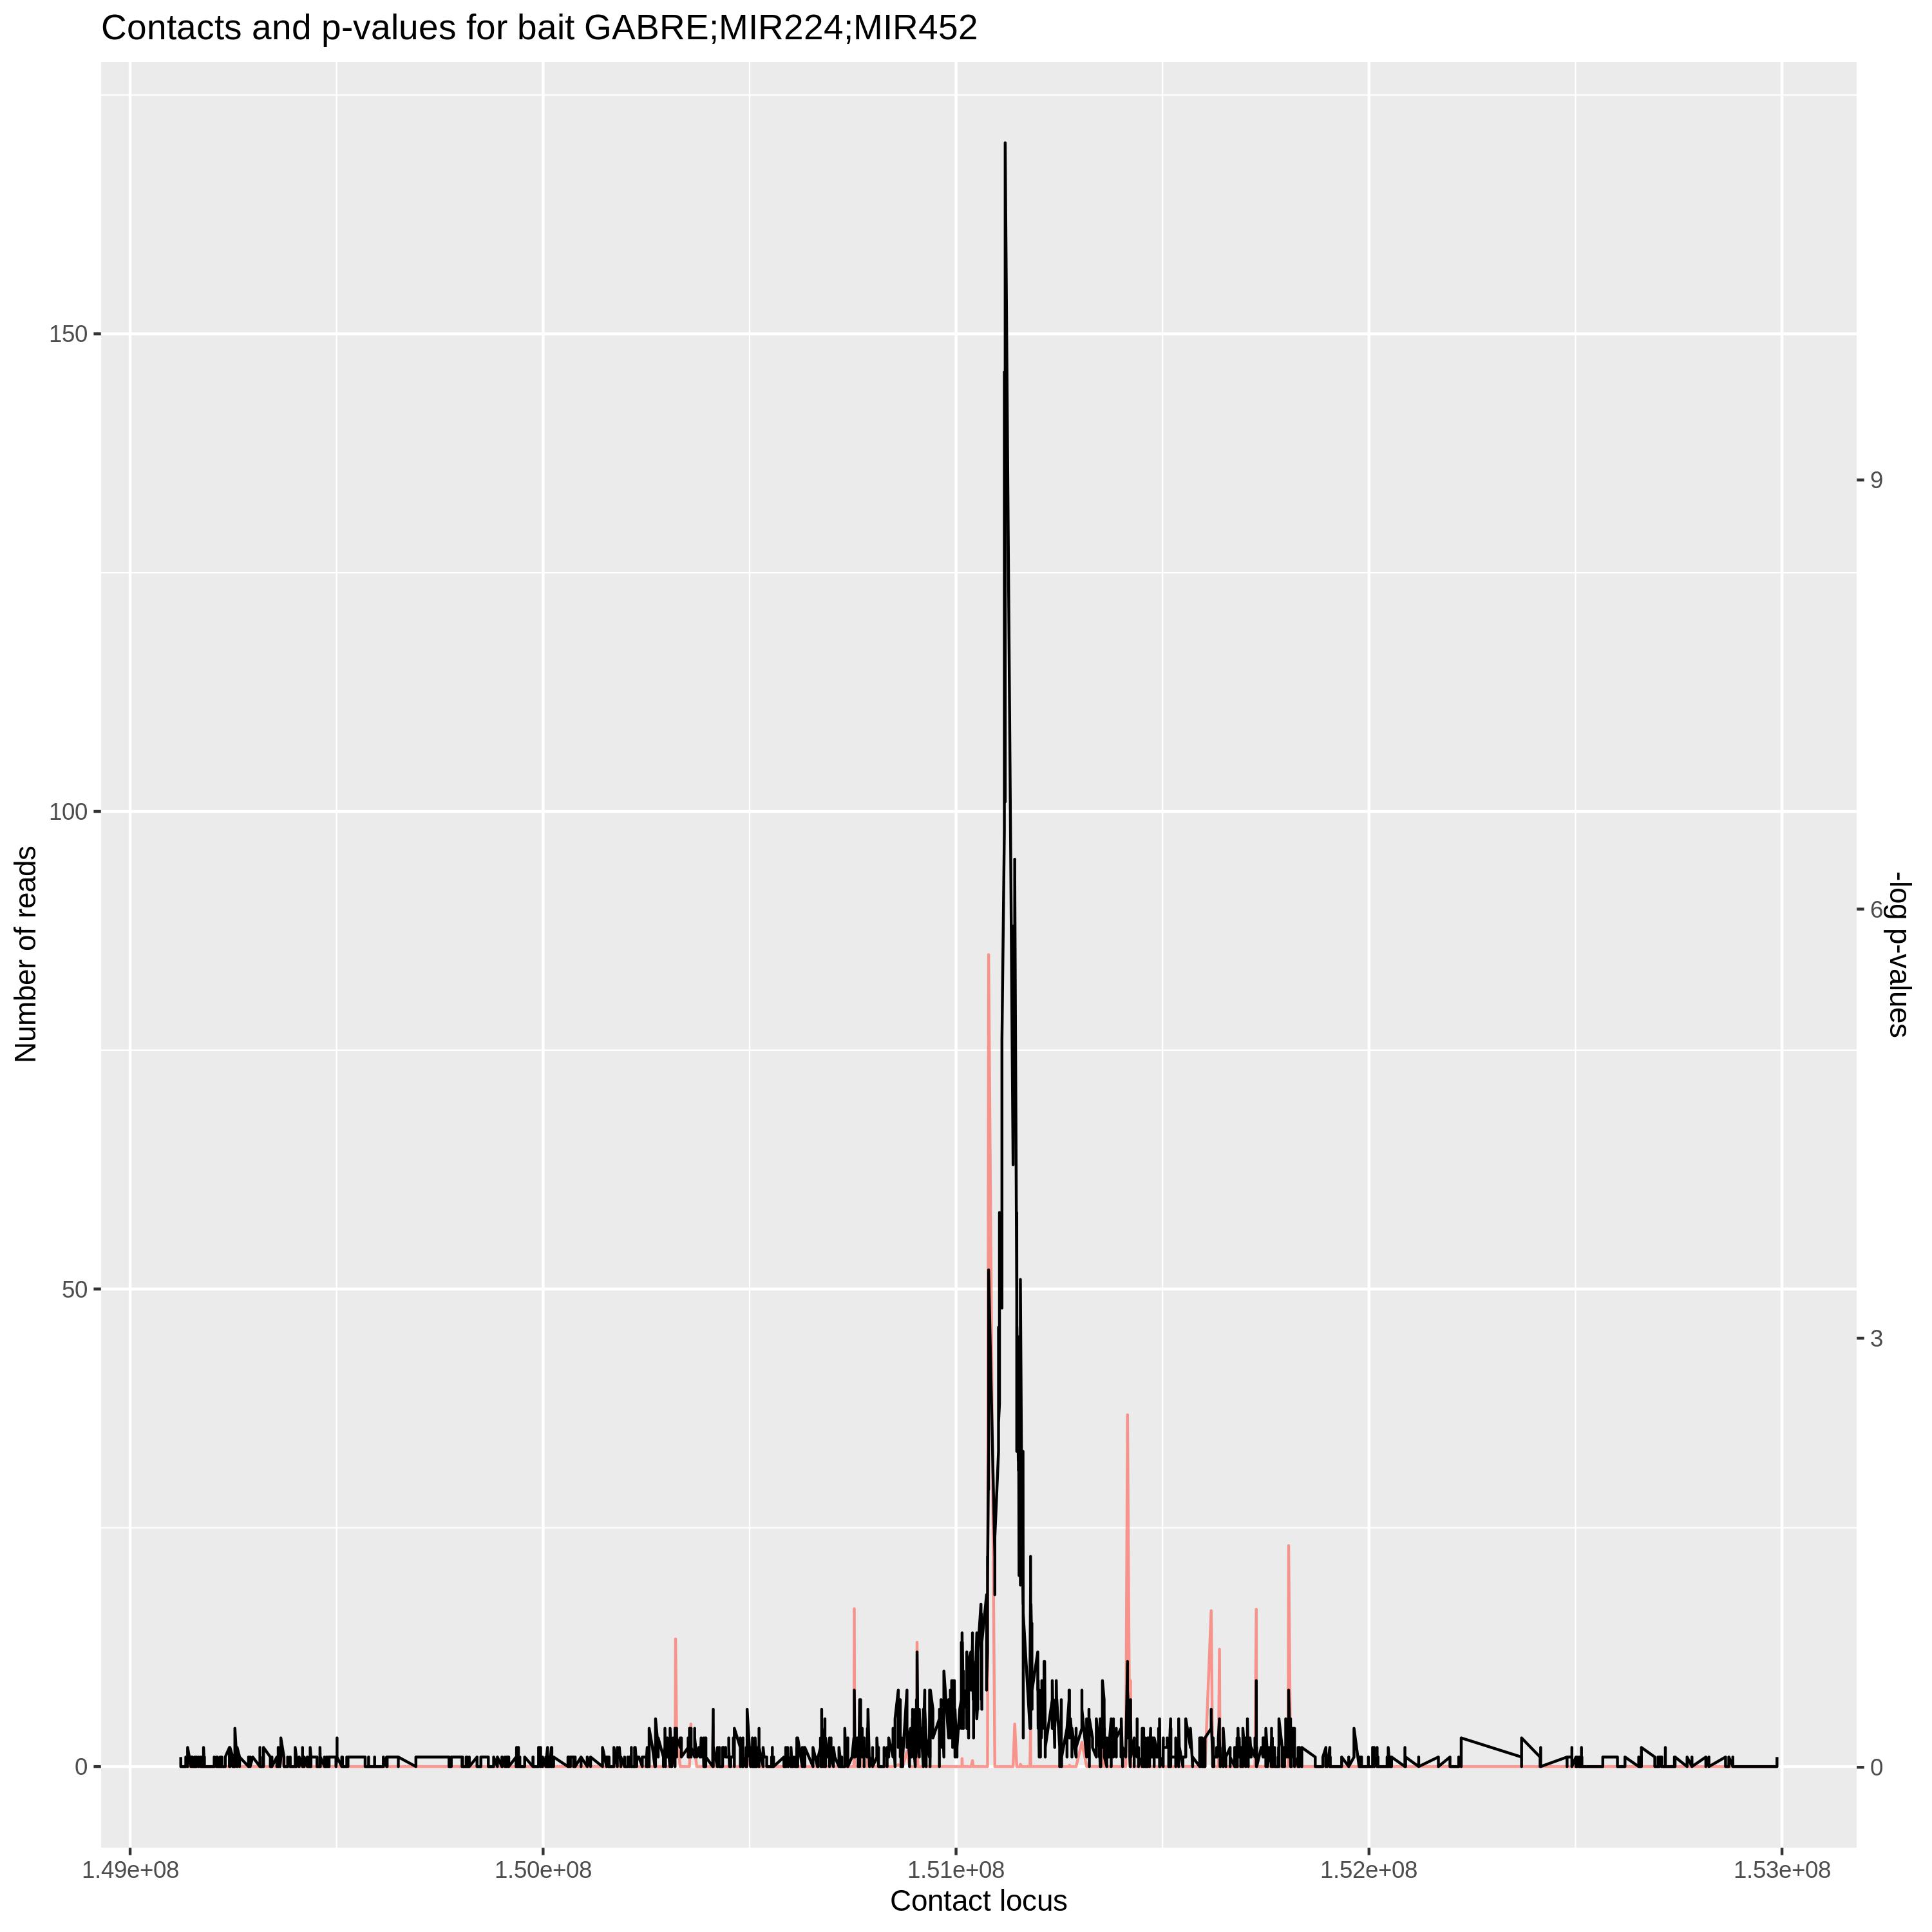 Contacts and p-values for bait GABRE;MIR224;MIR452
150
100
50
0
Number of reads
9
6
3
0
-log p-values
1.49e+08
1.50e+08
1.51e+08
1.52e+08
1.53e+08
Contact locus